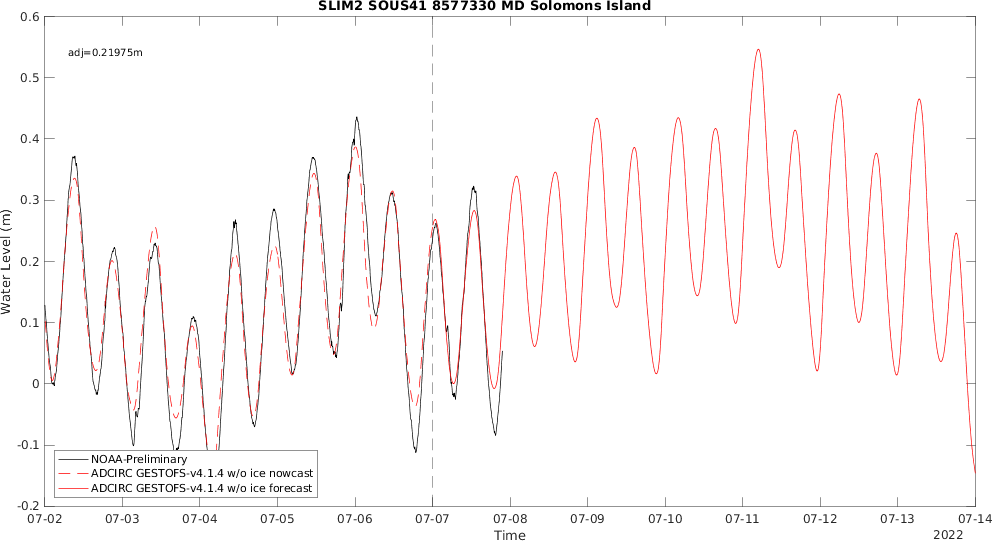 SLIM2 SOUS41 8577330 MD Solomons Island
adj=0.21975m
0.6
0.5
0.4
0.3
0.2
0.1
0
-0.1
-0.2
Water Level (m)
NOAA-Preliminary
ADCIRC GESTOFS-v4.1.4 w/o ice nowcast
ADCIRC GESTOFS-v4.1.4 w/o ice forecast
07-02 07-03 07-04 07-05 07-06 07-07 07-08 07-09 07-10 07-11 07-12 07-13 07-14
Time 2022